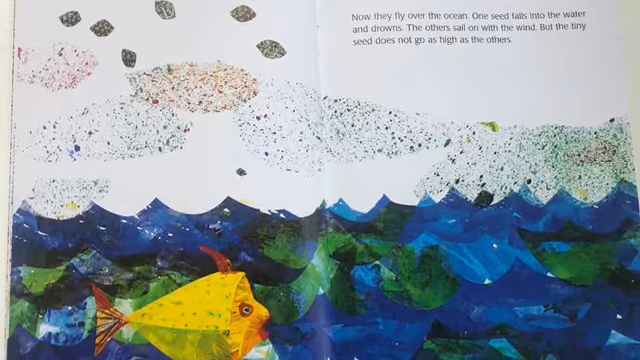 Now they fly over the ocean. One seed falls into the water
and drowns. The others sail on with the wind. But the tiny
seed does not go as high as the others.